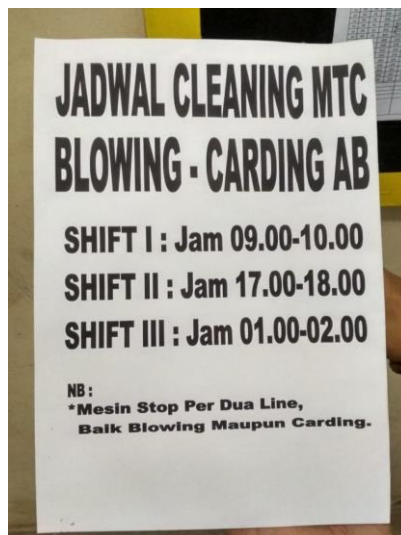 JADWAL CLEANING MTC
BLOWING - CARDING AB
SHIFT I : Jam 09.00-10.00
SHIFT II : Jam 17.00-18.00
SHIFT III : Jam 01.00-02.00
NB :
*Mesin Stop Per Dua Line,
Baik Blowing Maupun Carding.